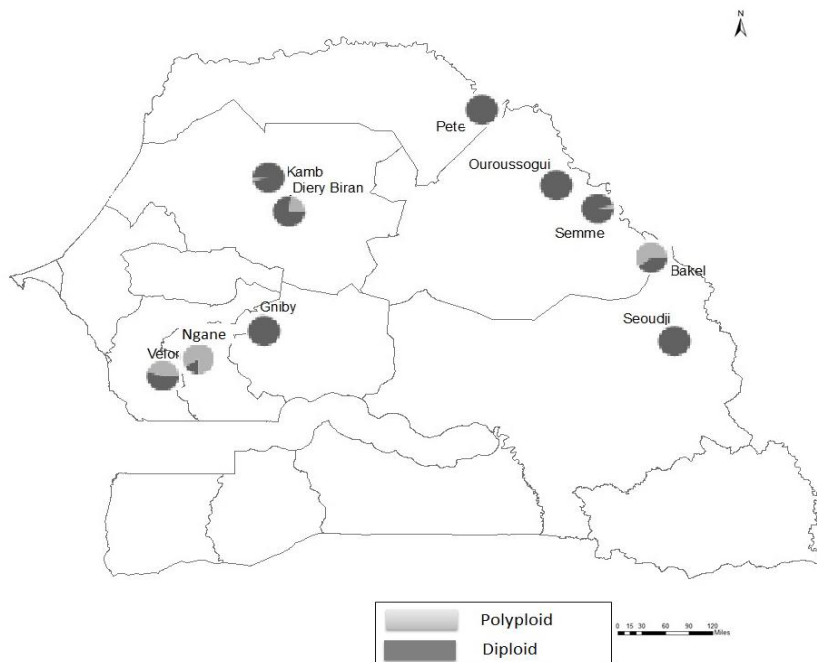 N
Pete
Ouroussogui
Kamb
Diery Biran
Semme
Bakel
Gniby
Seoudji
Ngane
Velor
Polyploid
Diploid
0 15 30 60 90 120
Miles